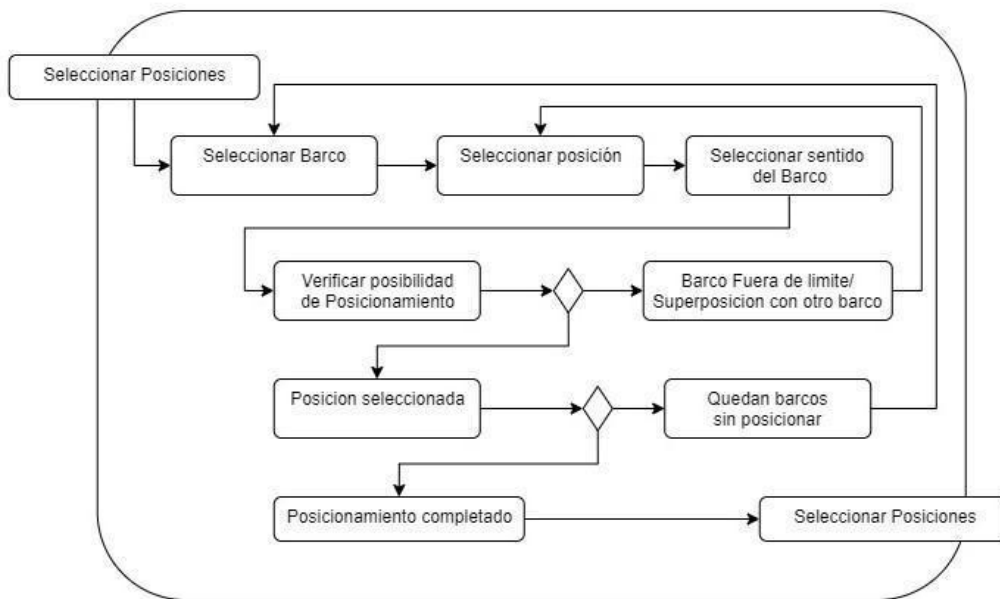 Seleccionar Posiciones
Seleccionar Barco
Seleccionar posición
Seleccionar sentido
del Barco
Verificar posibilidad
de Posicionamiento
Barco Fuera de limite/
Superposicion con otro barco
Posicion seleccionada
Quedan barcos
sin posicionar
Posicionamiento completado
Seleccionar Posiciones